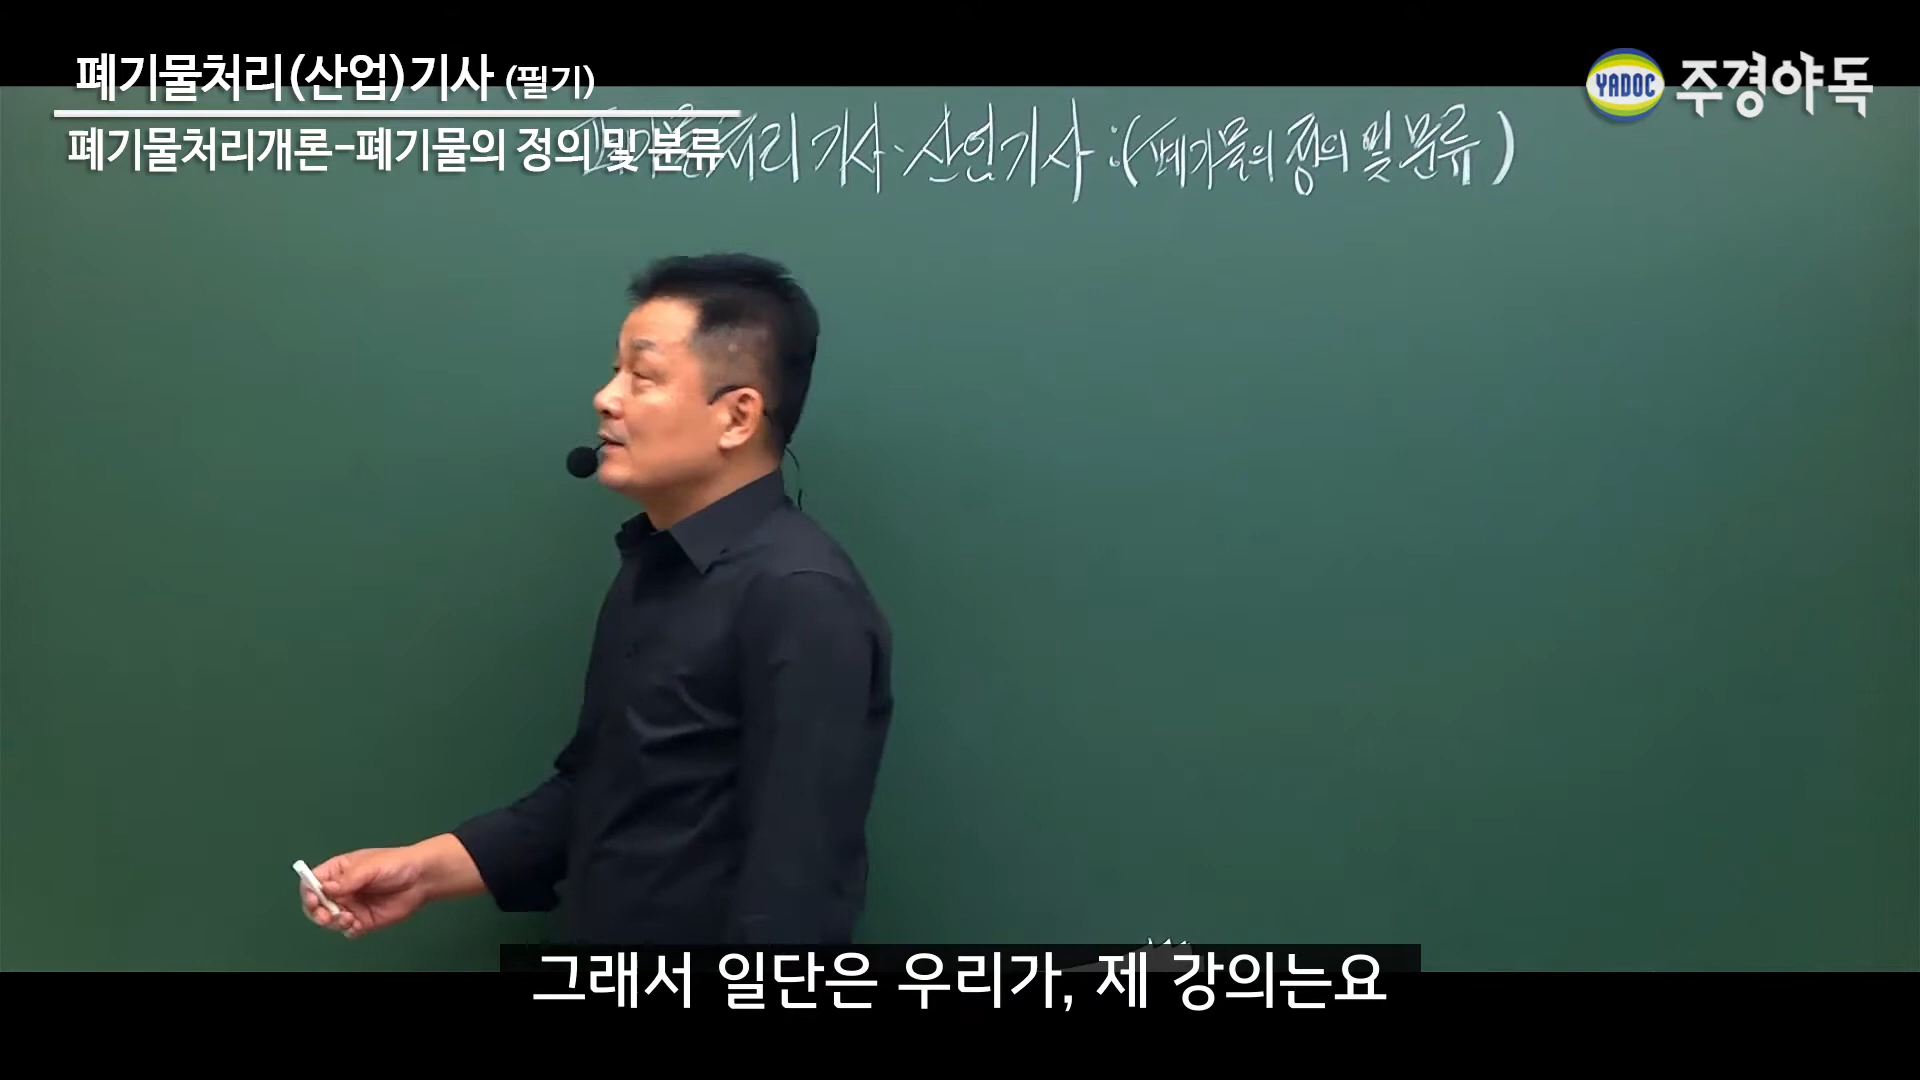 폐기물처리(산업)기사 (필기)
YADOC 주경야독
폐기물처리개론-폐기물의 정의 및 분류
처리기사·산업기사:(폐기물의 정의 및 분류)
그래서 일단은 우리가, 제 강의는요